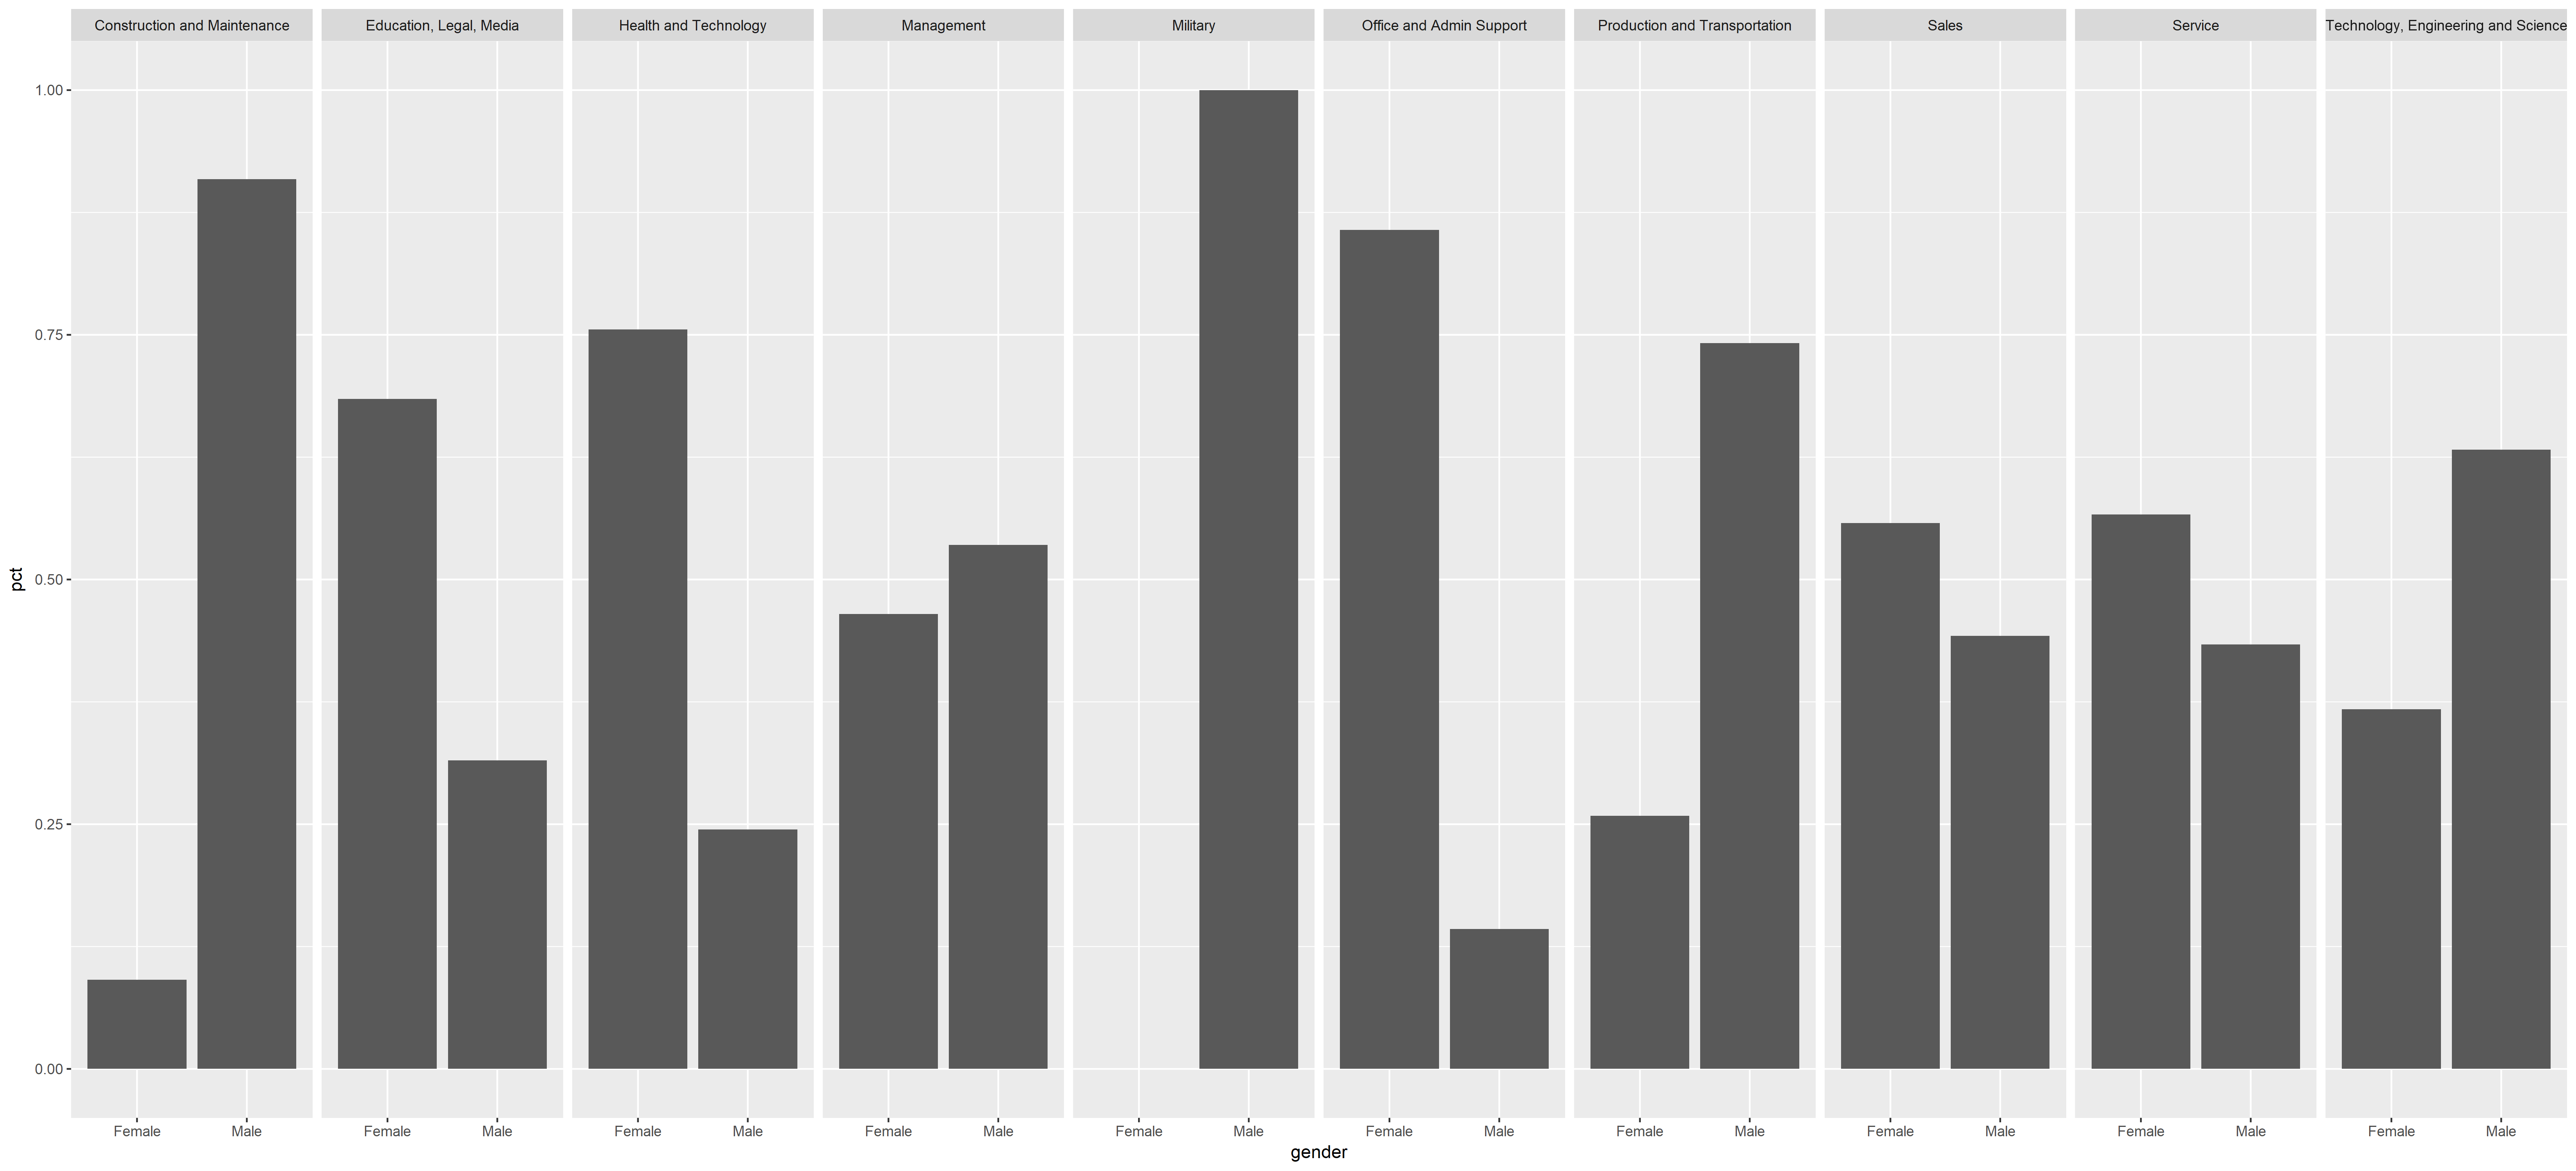 Construction and Maintenance
Education, Legal, Media
Health and Technology
Management
Military
Office and Admin Support
Production and Transportation
Sales
Service
Technology, Engineering and Science
pct
1.00
0.75
0.50
0.25
0.00
Female Male
Female Male
Female Male
Female Male
Female Male
Female Male
Female Male
Female Male
Female Male
Female Male
gender